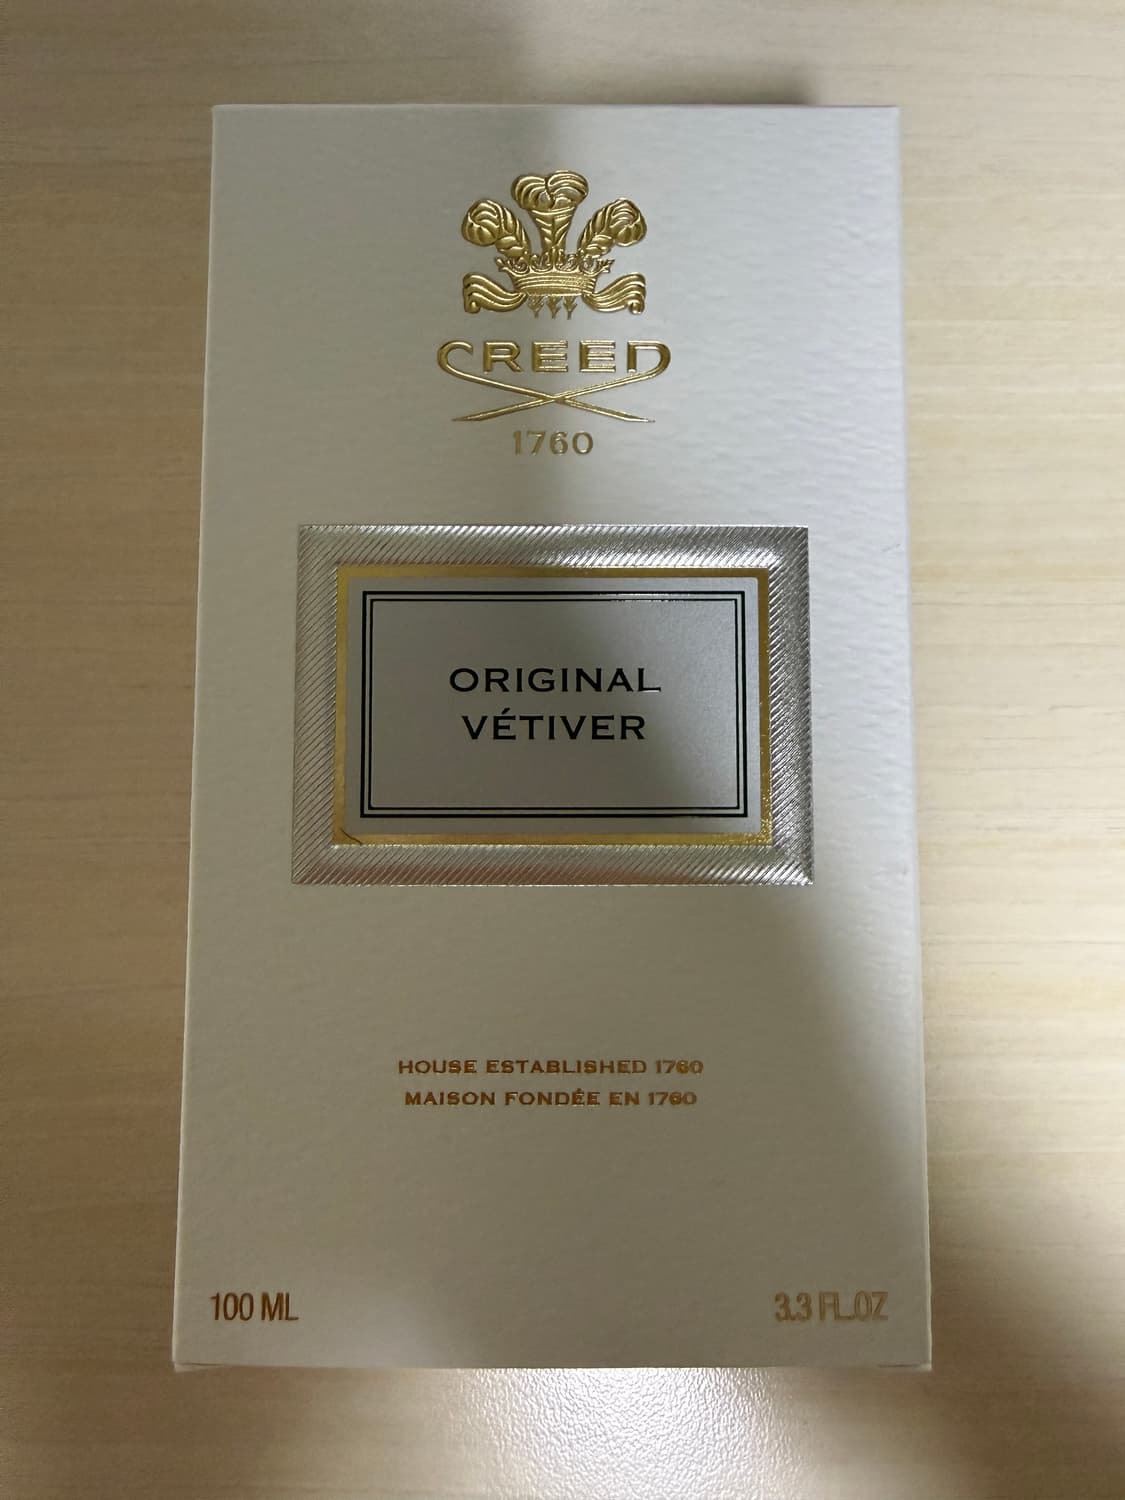 CREED
1760
ORIGINAL
VÉTIVER
HOUSE ESTABLISHED 1760
MAISON FONDÉE EN 1760
100 ML
3.3 FL.OZ